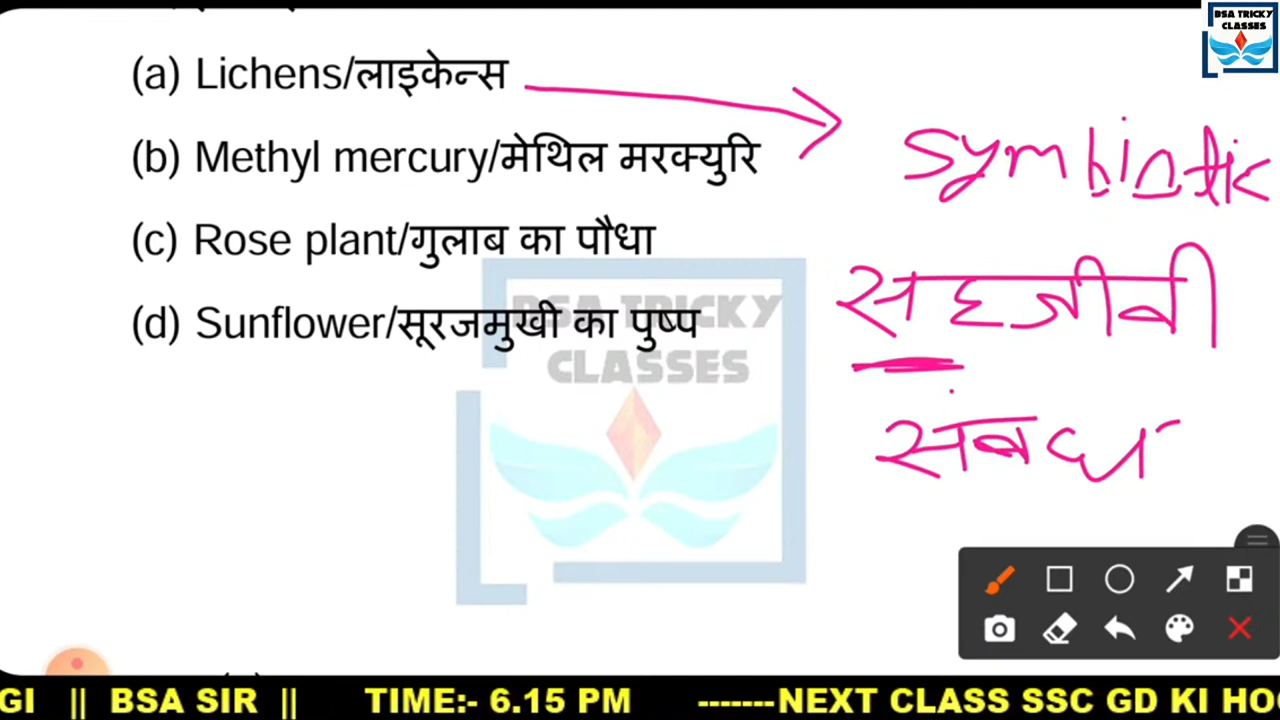 BSA TRICKY
CLASSES
(a) Lichens/लाइकेन्स
symbiotic
(b) Methyl mercury/मेथिल मरक्युरि
(c) Rose plant/गुलाब का पौधा
सहजीवी
(d) Sunflower/सूरजमुखी का पुष्प
BSA TRICKY
CLASSES
संबंध
GI || BSA SIR || TIME:- 6.15 PM -------NEXT CLASS SSC GD KI HO